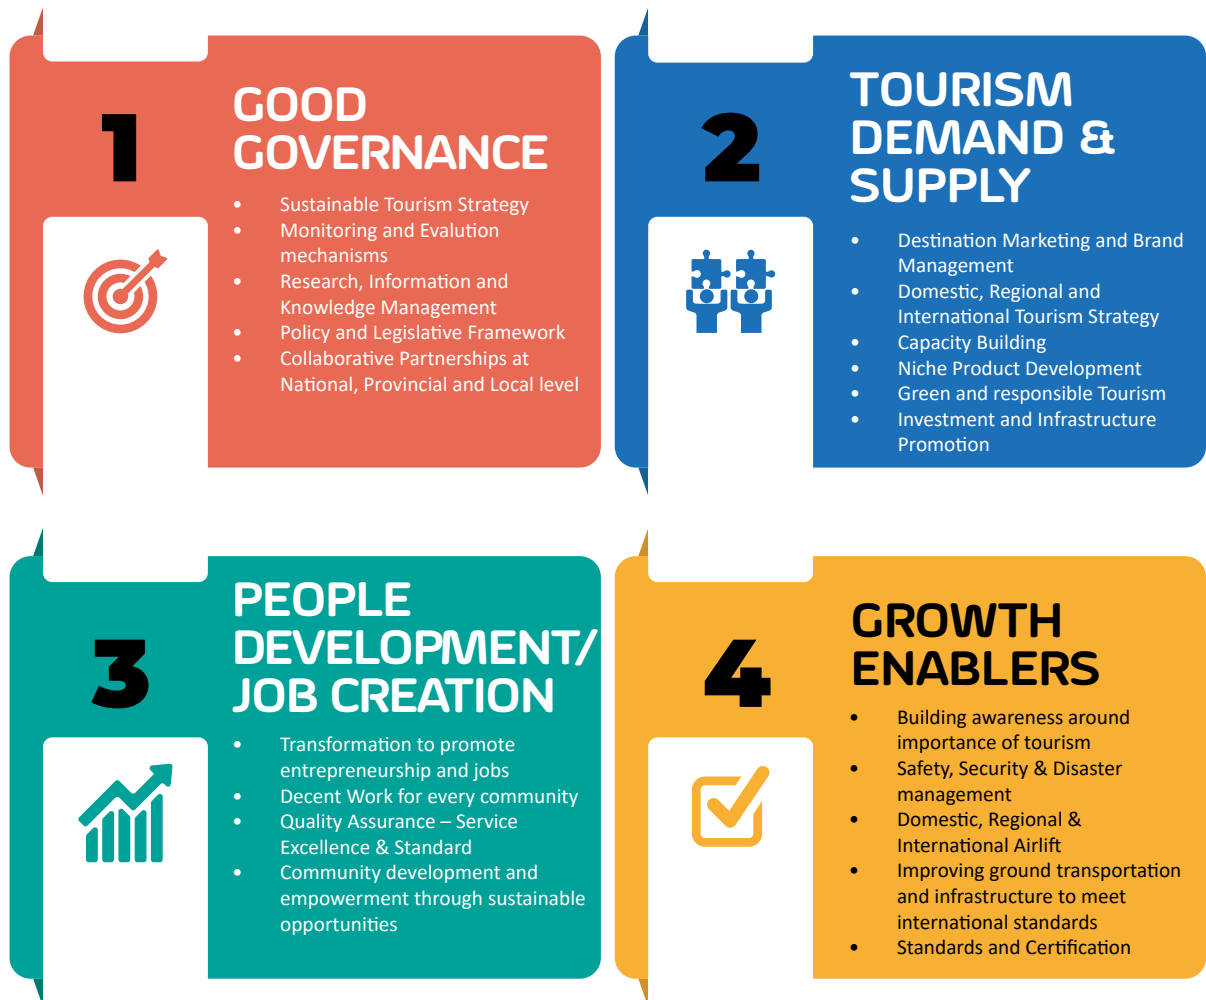 1
GOOD
GOVERNANCE
• Sustainable Tourism Strategy
• Monitoring and Evalution
mechanisms
• Research, Information and
Knowledge Management
• Policy and Legislative Framework
• Collaborative Partnerships at
National, Provincial and Local level
2
TOURISM
DEMAND &
SUPPLY
• Destination Marketing and Brand
Management
• Domestic, Regional and
International Tourism Strategy
• Capacity Building
• Niche Product Development
• Green and responsible Tourism
• Investment and Infrastructure
Promotion
3
PEOPLE
DEVELOPMENT/
JOB CREATION
• Transformation to promote
entrepreneurship and jobs
• Decent Work for every community
• Quality Assurance – Service
Excellence & Standard
• Community development and
empowerment through sustainable
opportunities
4
GROWTH
ENABLERS
• Building awareness around
importance of tourism
• Safety, Security & Disaster
management
• Domestic, Regional &
International Airlift
• Improving ground transportation
and infrastructure to meet
international standards
• Standards and Certification